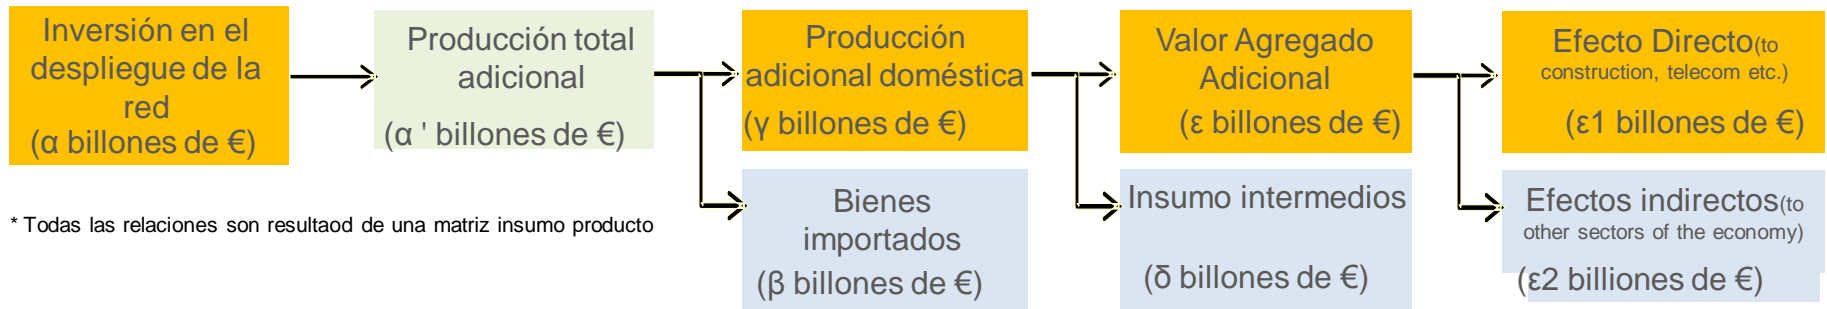 Inversión en el
despliegue de la
red
(α billones de €)
Producción total
adicional
(α ' billones de €)
Producción
adicional doméstica
(γ billones de €)
Bienes
importados
(β billones de €)
Valor Agregado
Adicional
(ε billones de €)
Insumo intermedios
(δ billones de €)
Efecto Directo(to
construction, telecom etc.)
(ε1 billones de €)
Efectos indirectos(to
other sectors of the economy)
(ε2 billiones de €)
* Todas las relaciones son resultaod de una matriz insumo producto